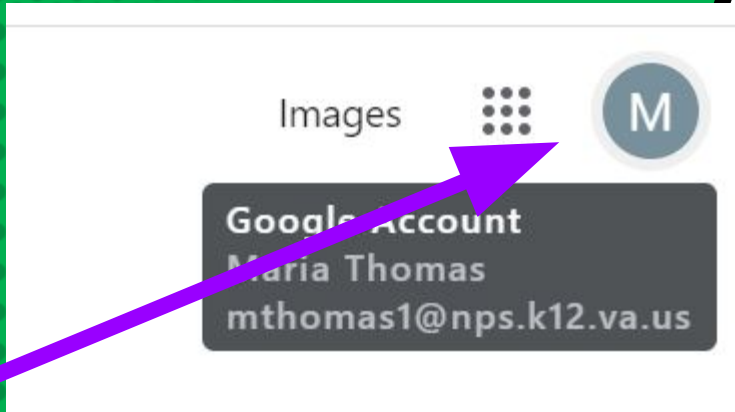 Images
M
Google Account
Maria Thomas
mthomas1@nps.k12.va.us